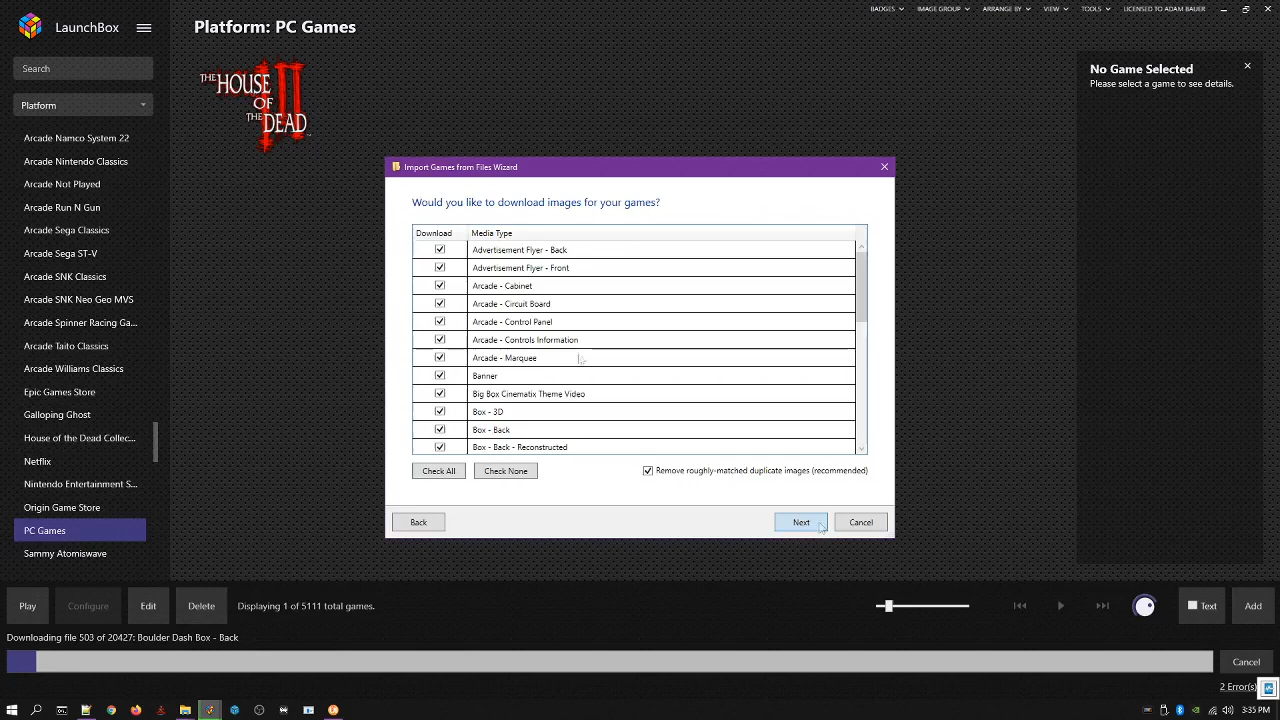 BADGES
IMAGE GROUP
ARRANGE BY
VIEW
TOOLS
LICENSED TO ADAM BAUER
LaunchBox
Platform: PC Games
Search
Platform
Arcade Namco System 22
Arcade Nintendo Classics
Arcade Not Played
Arcade Run N Gun
Arcade Sega Classics
Arcade Sega ST-V
Arcade SNK Classics
Arcade SNK Neo Geo MVS
Arcade Spinner Racing Ga...
Arcade Taito Classics
Arcade Williams Classics
Epic Games Store
Galloping Ghost
House of the Dead Collec...
Netflix
Nintendo Entertainment S...
Origin Game Store
PC Games
Sammy Atomiswave
THE HOUSE
OF
THE DEAD
III
No Game Selected
Please select a game to see details.
Import Games from Files Wizard
Would you like to download images for your games?
Download Media Type
Advertisement Flyer - Back
Advertisement Flyer - Front
Arcade - Cabinet
Arcade - Circuit Board
Arcade - Control Panel
Arcade - Controls Information
Arcade - Marquee
Banner
Big Box Cinematix Theme Video
Box - 3D
Box - Back
Box - Back - Reconstructed
Check All
Check None
Remove roughly-matched duplicate images (recommended)
Back
Next
Cancel
Play
Configure
Edit
Delete
Displaying 1 of 5111 total games.
Text
Add
Downloading file 503 of 20427: Boulder Dash Box - Back
Cancel
2 Error(s)
3:35 PM